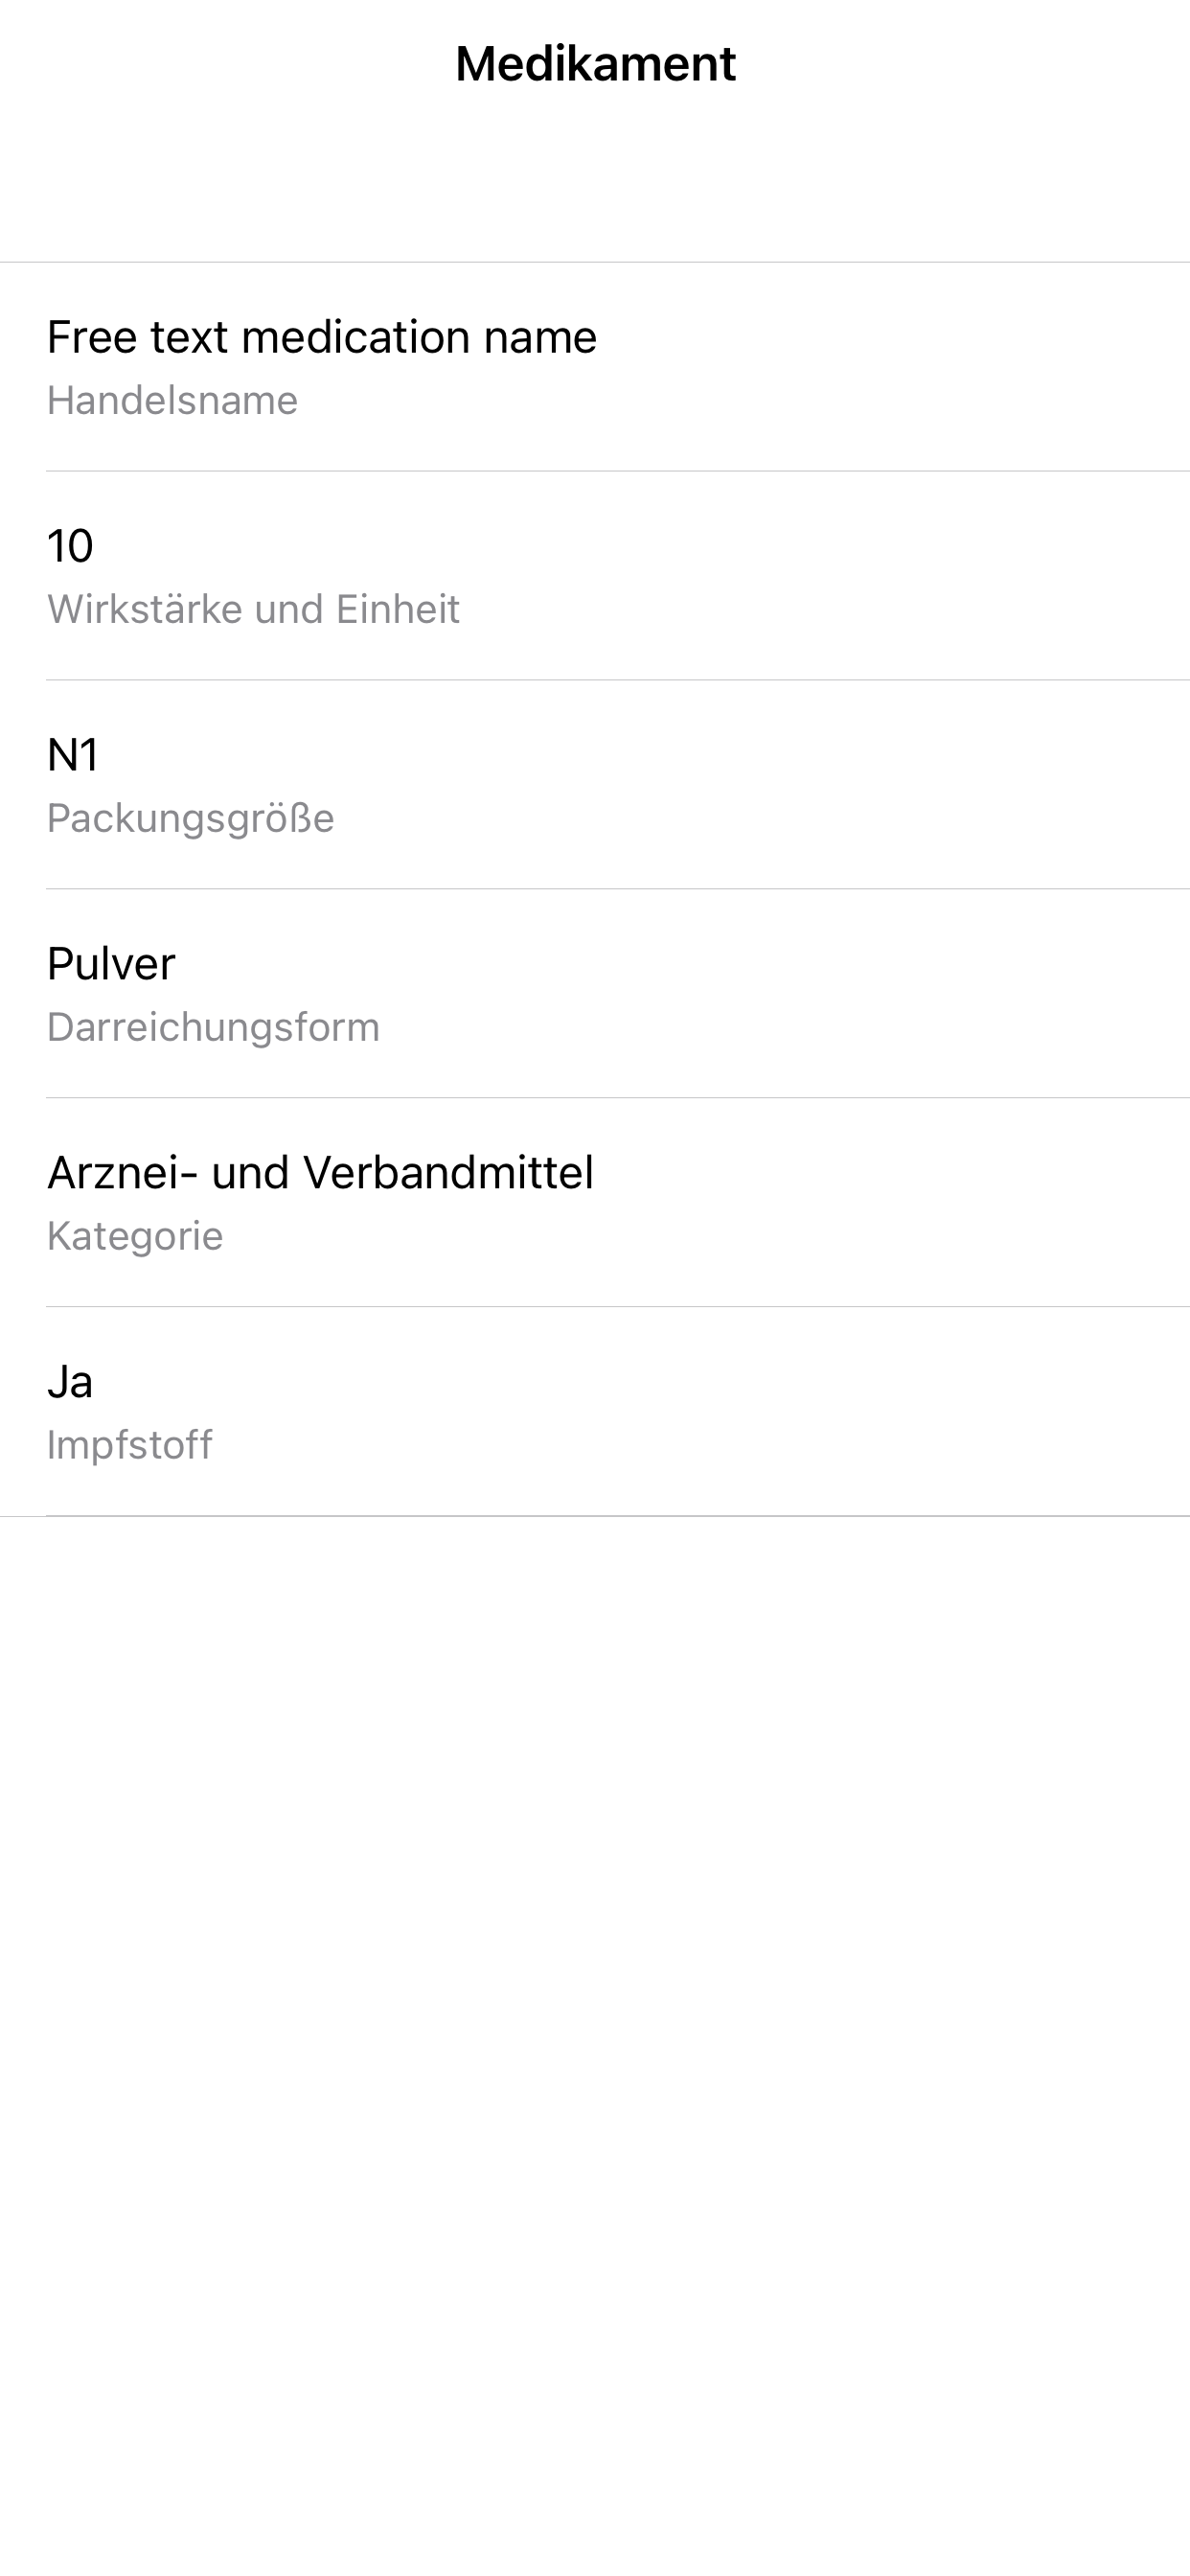 Medikament
Free text medication name
Handelsname
10
Wirkstärke und Einheit
N1
Packungsgröße
Pulver
Darreichungsform
Arznei- und Verbandmittel
Kategorie
Ja
Impfstoff